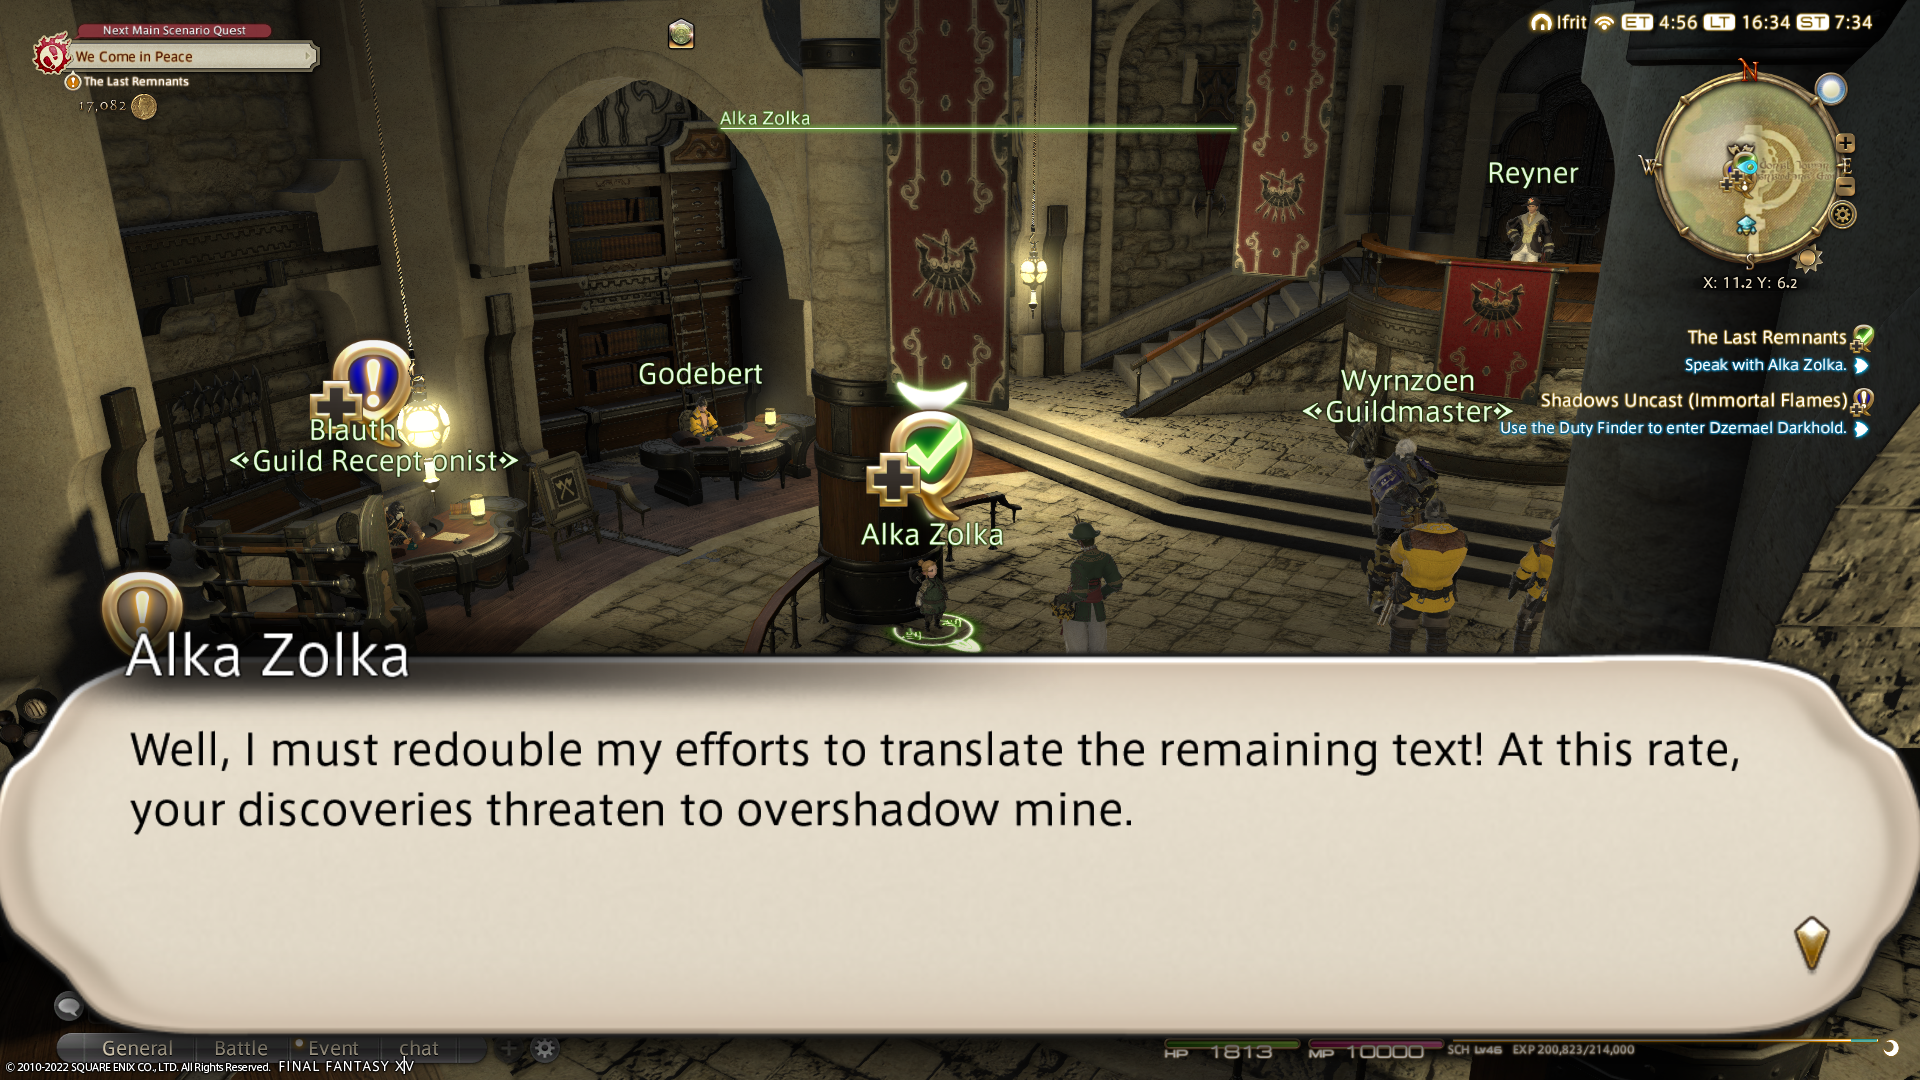 Next Main Scenario Quest
We Come in Peace
The Last Remnants
17,082
Ifrit ET 4:56 LT 16:34 ST 7:34
Alka Zolka
N
W
E
S
X: 11.2 Y: 6.2
Reyner
The Last Remnants
Speak with Alka Zolka.
Shadows Uncast (Immortal Flames)
Use the Duty Finder to enter Dzemael Darkhold.
Godebert
Wyrnzoen
Guildmaster
Guild Receptionist
Alka Zolka
Alka Zolka
Well, I must redouble my efforts to translate the remaining text! At this rate,
your discoveries threaten to overshadow mine.
General Battle Event chat
HP 1813 MP 10000 SCH Lv46 EXP 200,823/214,000
© 2010-2022 SQUARE ENIX CO., LTD. All Rights Reserved. FINAL FANTASY XIV